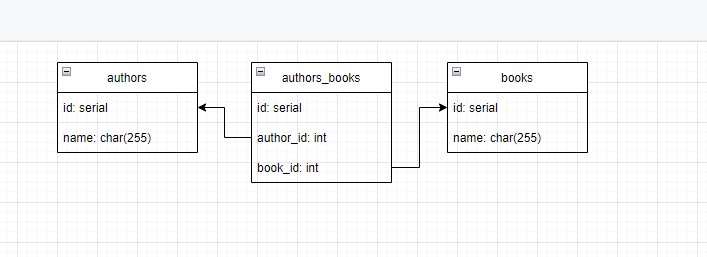 authors
id: serial
name: char(255)
authors_books
id: serial
author_id: int
book_id: int
books
id: serial
name: char(255)